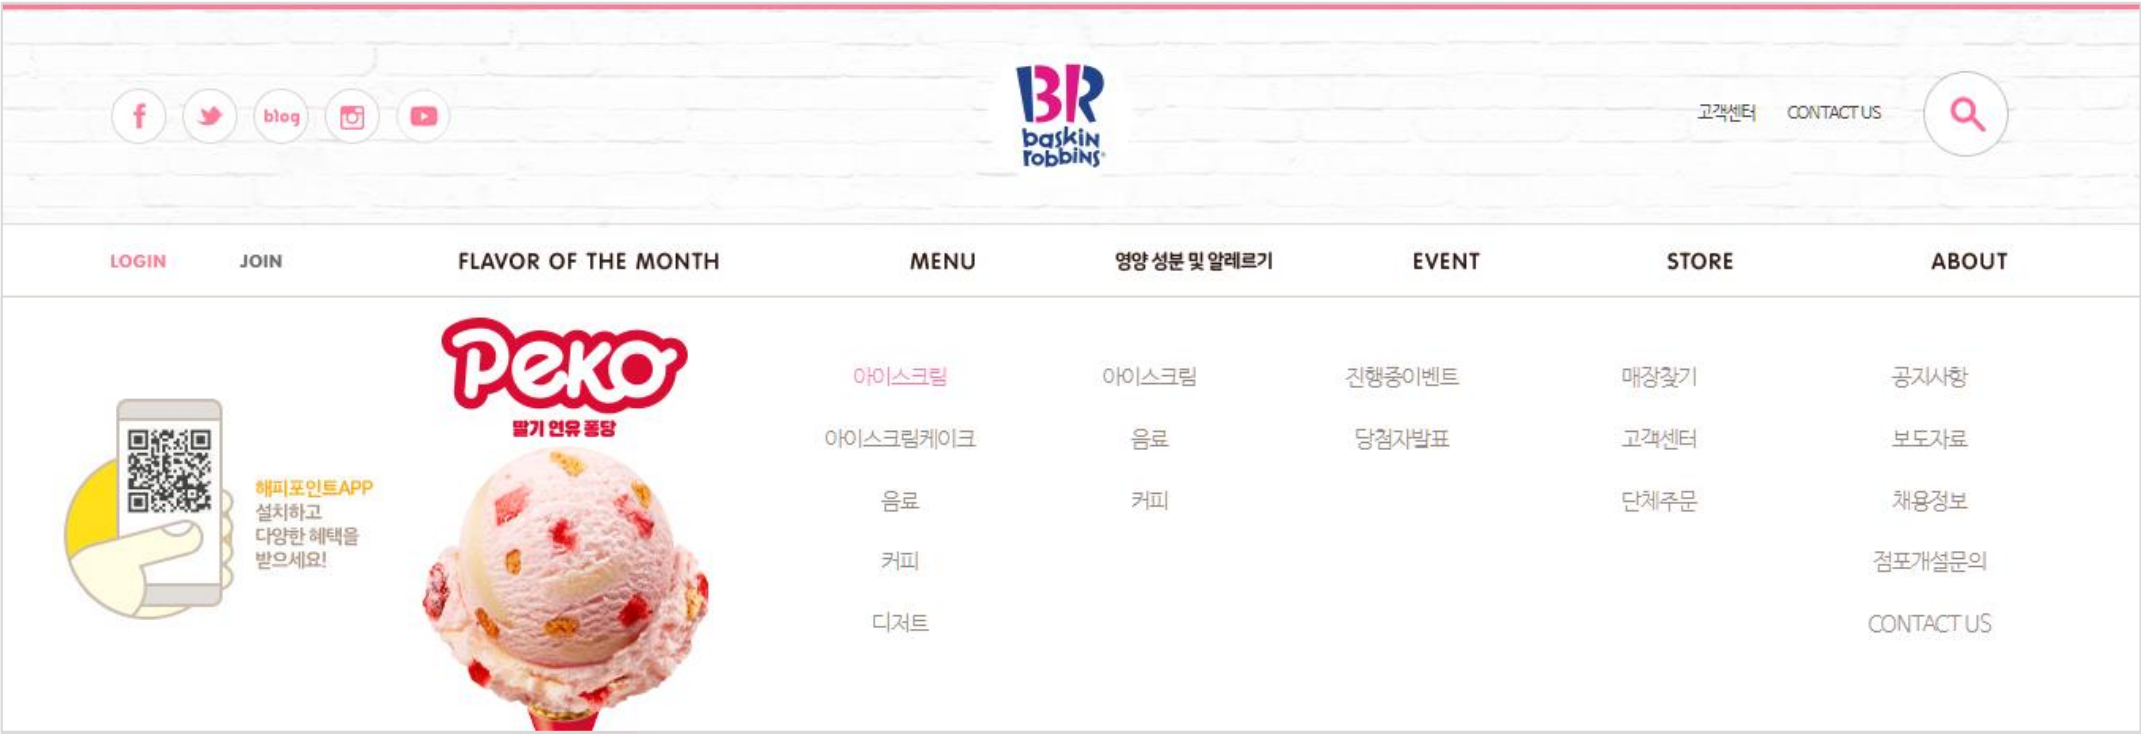 blog
BR
baskin
robbins
고객센터 CONTACT US
LOGIN JOIN FLAVOR OF THE MONTH MENU 영양 성분 및 알레르기 EVENT STORE ABOUT
해피포인트APP
설치하고
다양한 혜택을
받으세요!
Peko
딸기 연유 퐁당
아이스크림
아이스크림케이크
음료
커피
디저트
아이스크림
음료
커피
진행중이벤트
당첨자발표
매장찾기
고객센터
단체주문
공지사항
보도자료
채용정보
점포개설문의
CONTACT US